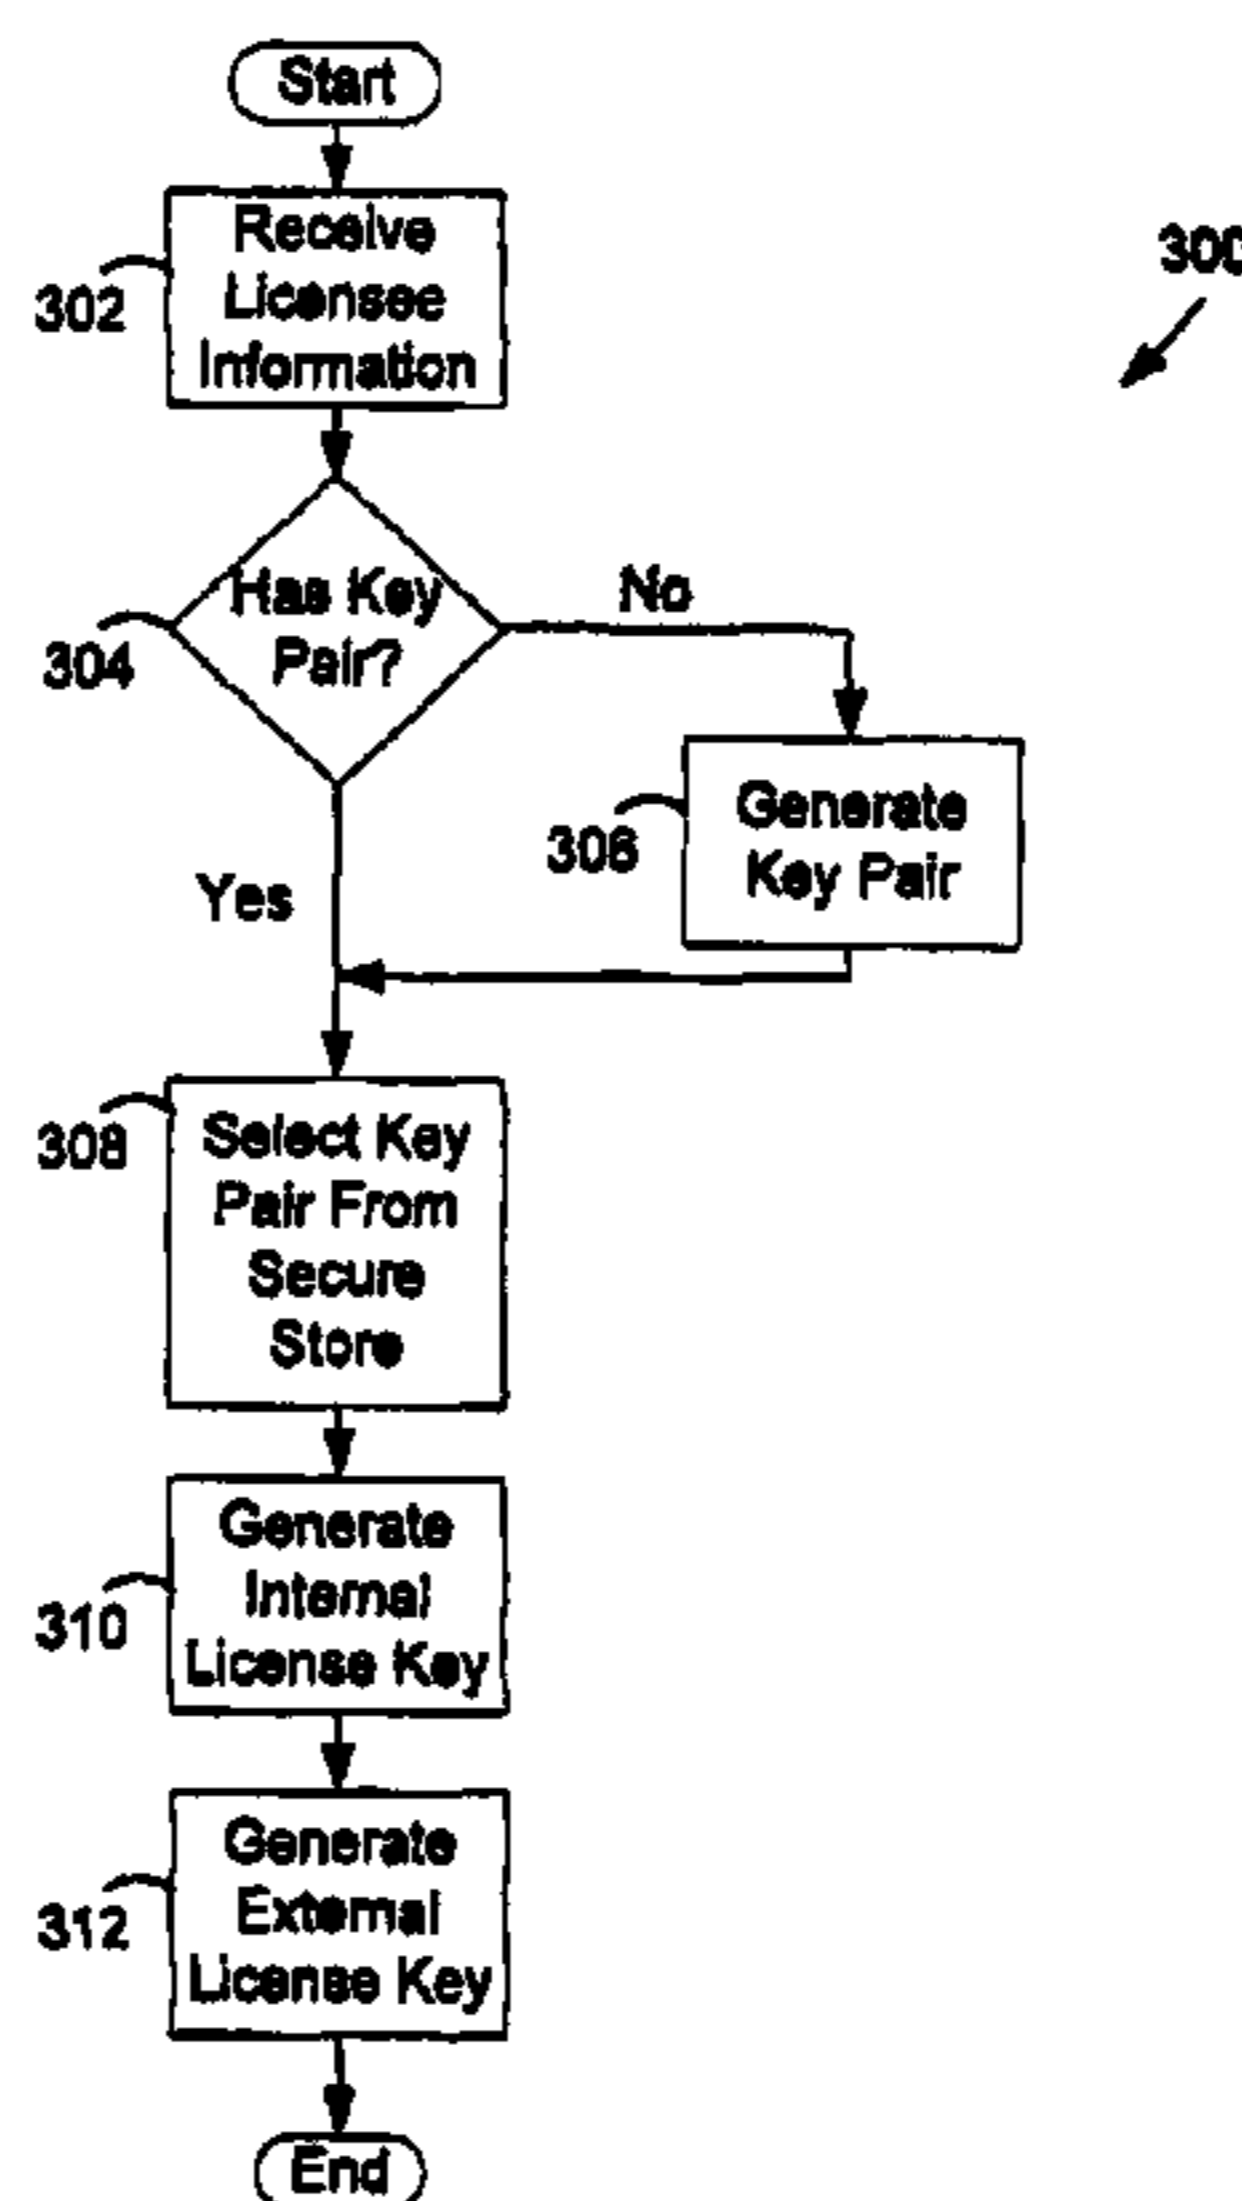 Start
300
Receive
Licensee
Information
302
Has Key
Pair?
No
304
Generate
Key Pair
306
Yes
Select Key
Pair From
Secure
Store
308
Generate
Internal
License Key
310
Generate
External
License Key
312
End